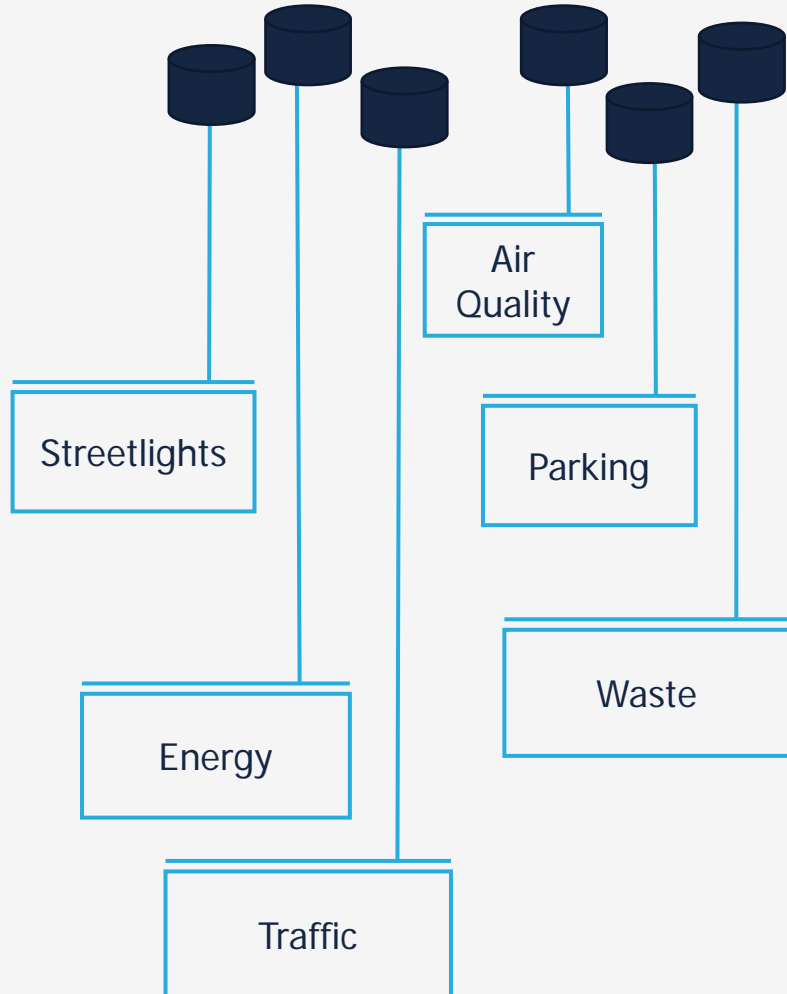 Air
Quality
Streetlights
Parking
Waste
Energy
Traffic